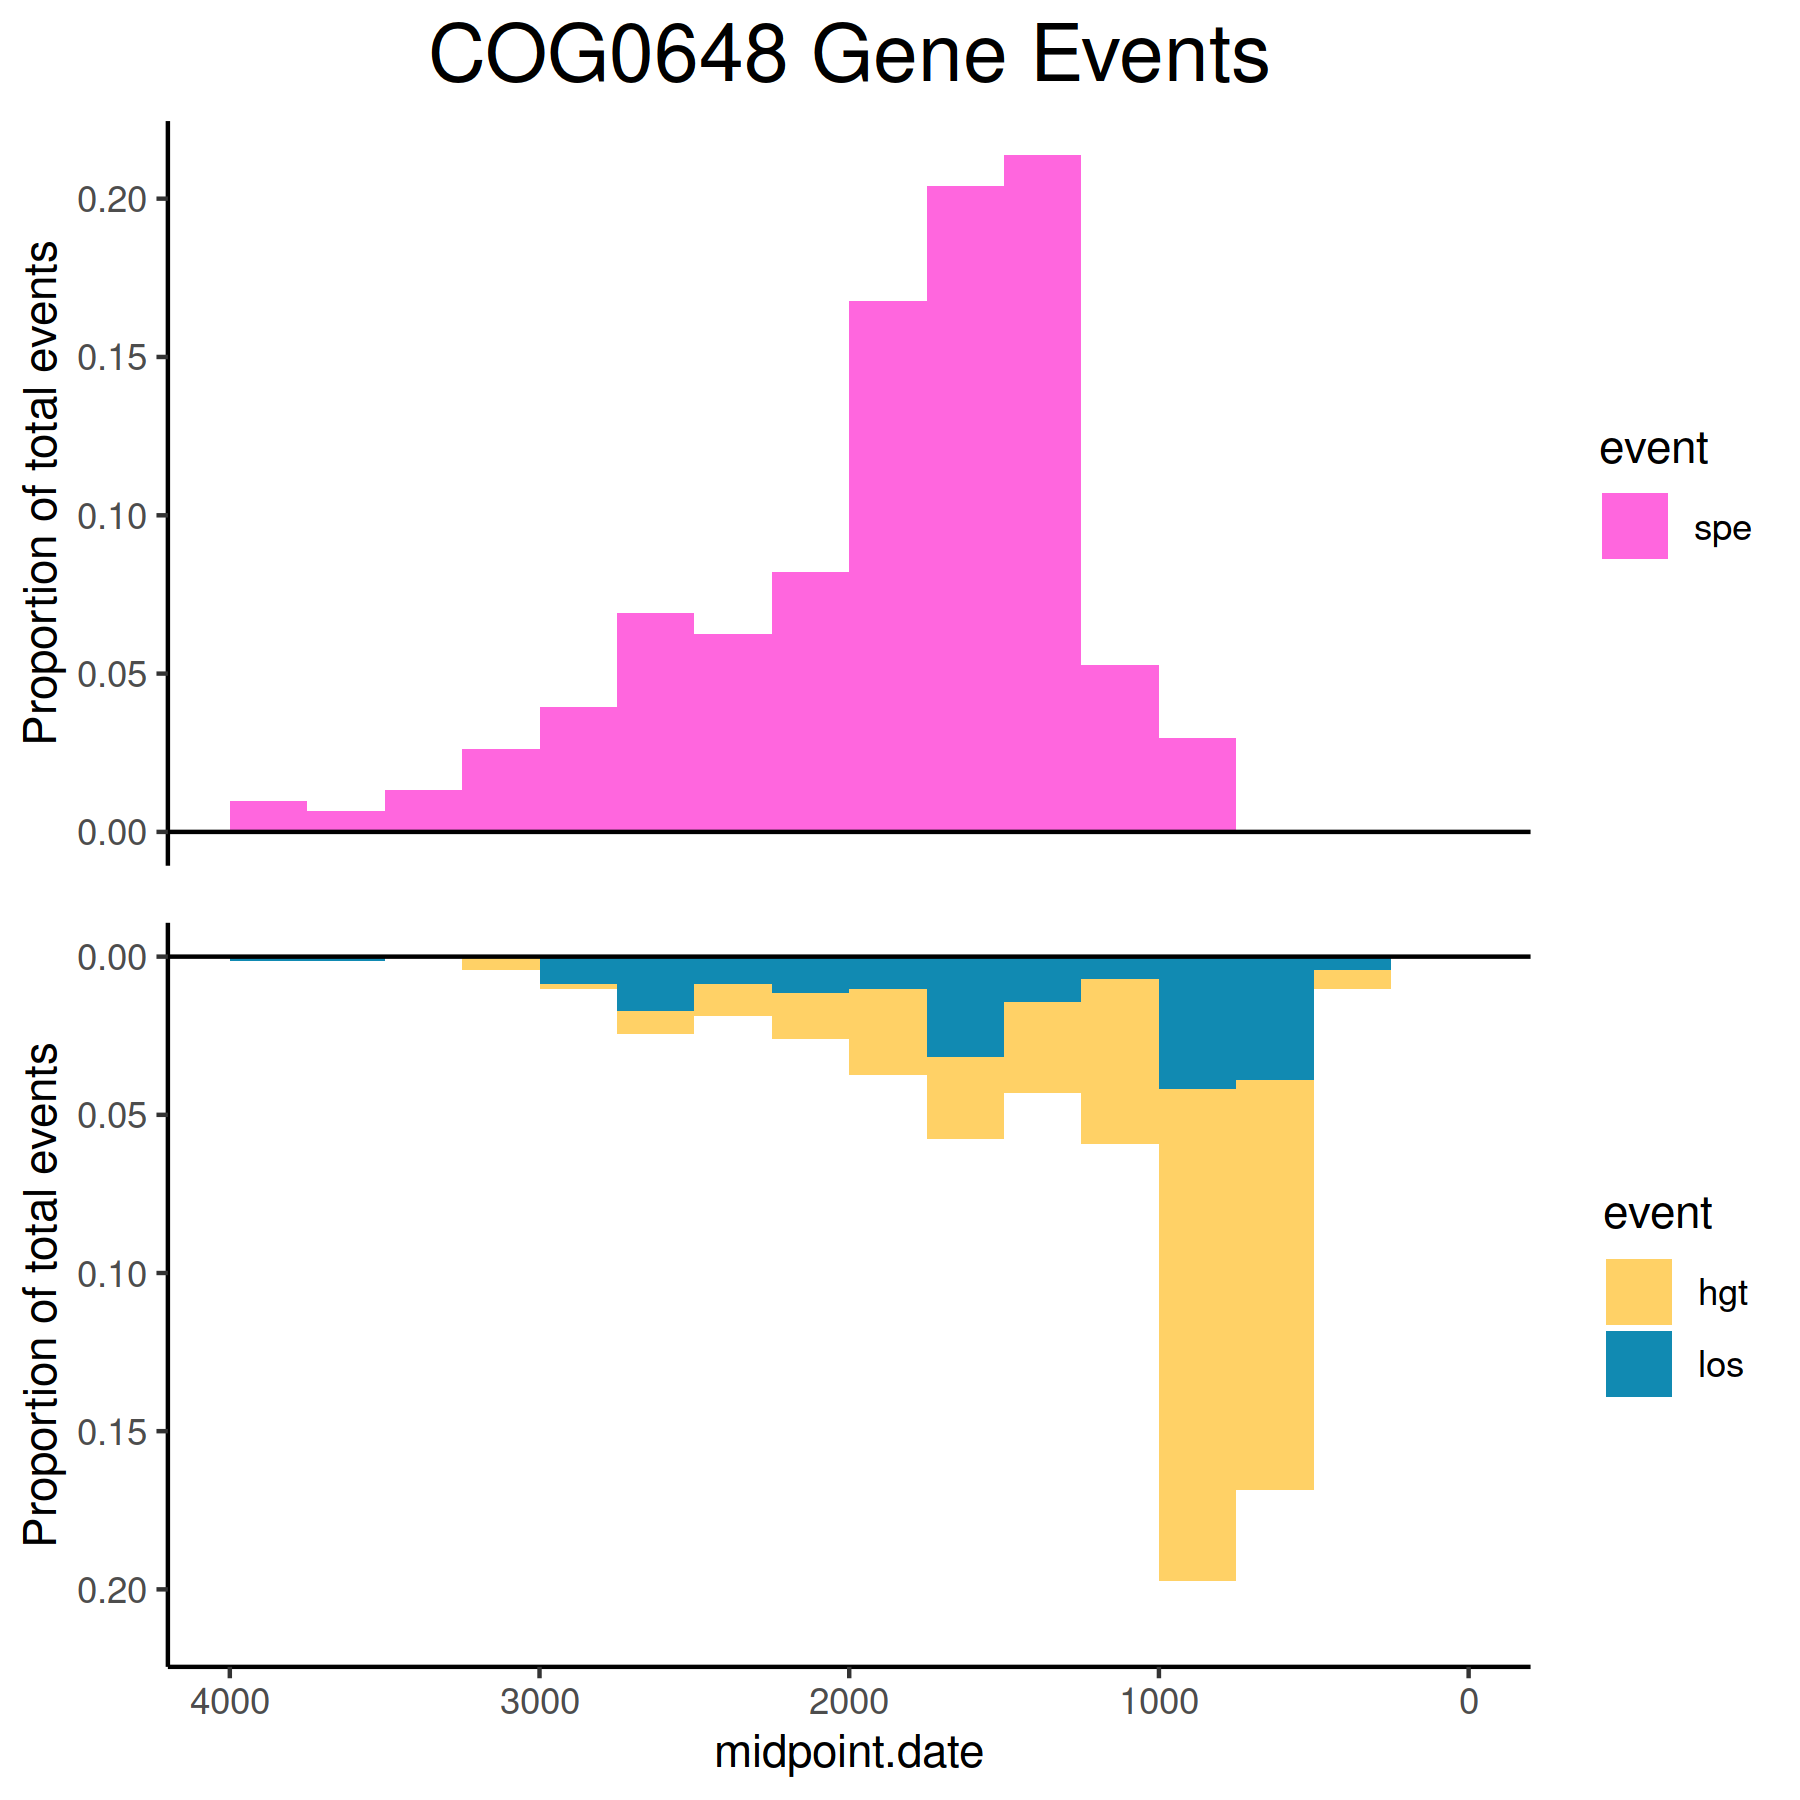 COG0648 Gene Events
Proportion of total events
0.20
0.15
0.10
0.05
0.00
event
spe
Proportion of total events
0.00
0.05
0.10
0.15
0.20
event
hgt
los
4000 3000 2000 1000 0
midpoint.date